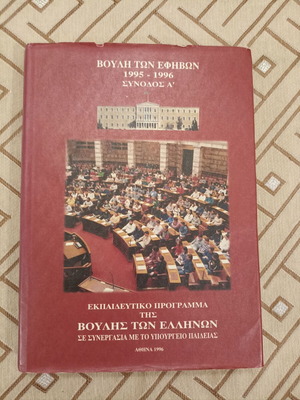 ΒΟΥΛΗ ΤΩΝ ΕΦΗΒΩΝ
1995 - 1996
ΣΥΝΟΔΟΣ Α'
ΕΚΠΑΙΔΕΥΤΙΚΟ ΠΡΟΓΡΑΜΜΑ
ΤΗΣ
ΒΟΥΛΗΣ ΤΩΝ ΕΛΛΗΝΩΝ
ΣΕ ΣΥΝΕΡΓΑΣΙΑ ΜΕ ΤΟ ΥΠΟΥΡΓΕΙΟ ΠΑΙΔΕΙΑΣ
ΑΘΗΝΑ 1996